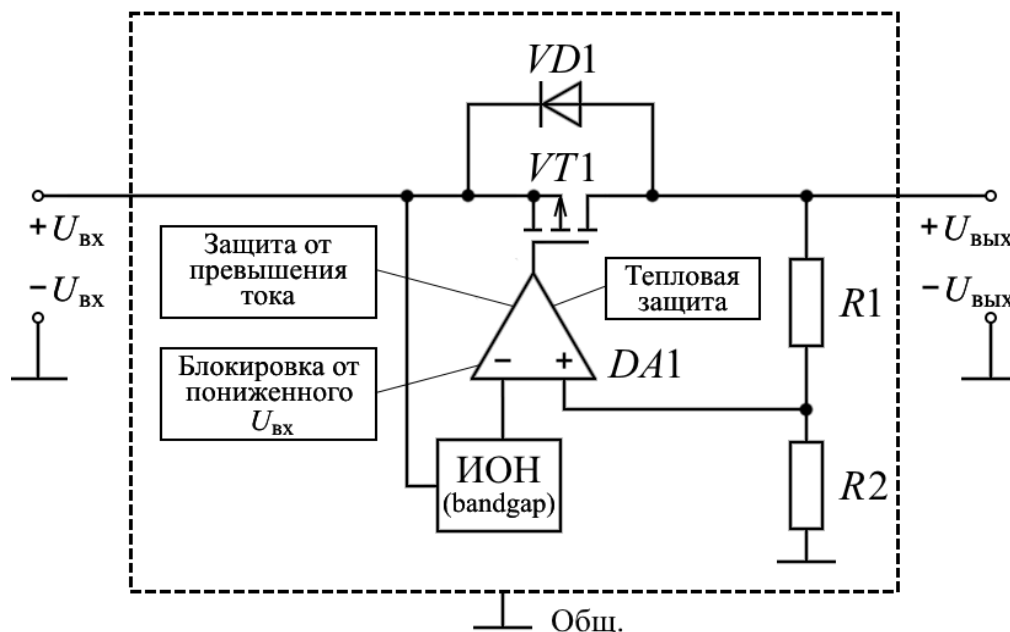 VD1
VT1
+Uвх
−Uвх
+Uвых
−Uвых
Защита от
превышения
тока
Тепловая
защита
R1
Блокировка от
пониженного
Uвх
−
+
DA1
ИОН
(bandgap)
R2
Общ.